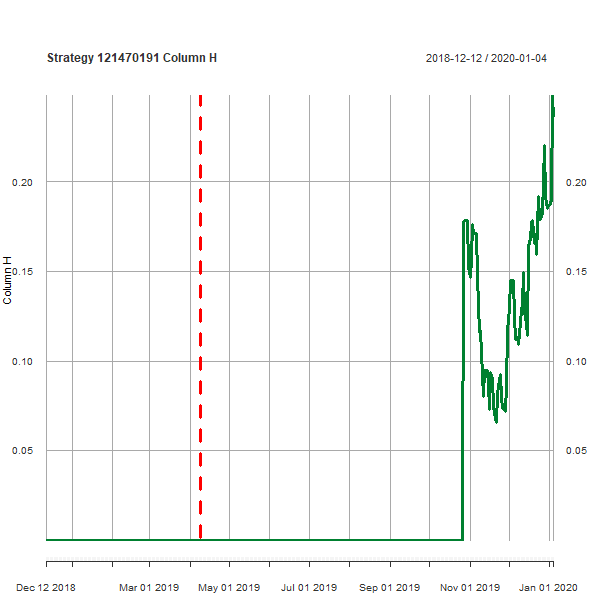 Strategy 121470191 Column H
2018-12-12 / 2020-01-04
0.20
0.20
0.15
0.15
Column H
0.10
0.10
0.05
0.05
Dec 12 2018
Mar 01 2019
May 01 2019
Jul 01 2019
Sep 01 2019
Nov 01 2019
Jan 01 2020